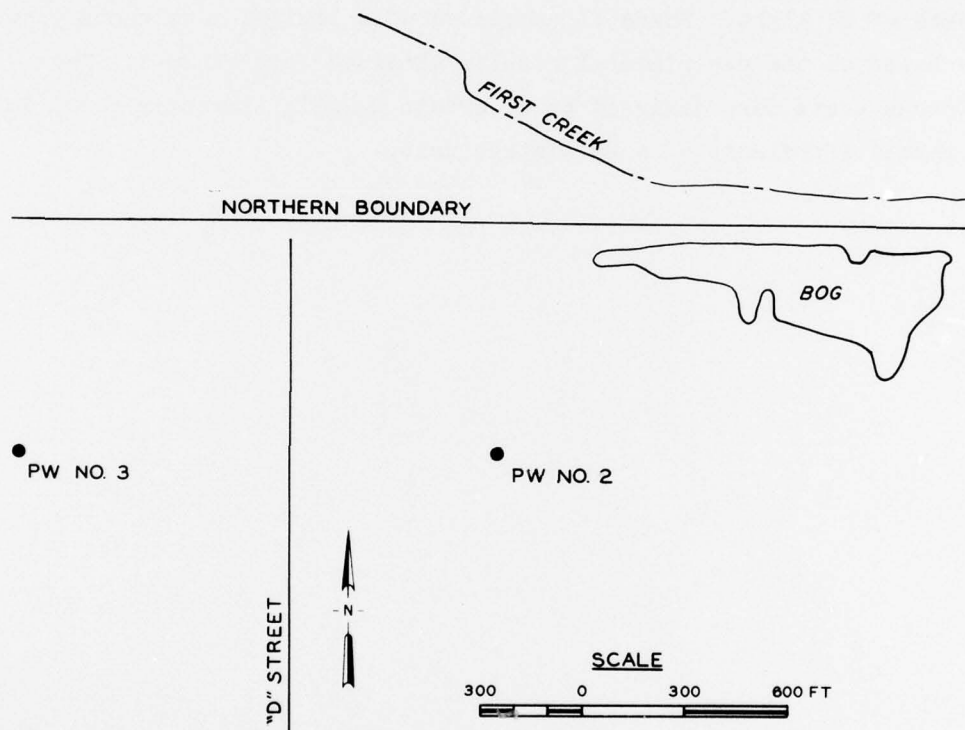 FIRST CREEK
NORTHERN BOUNDARY
BOG
PW NO. 3
PW NO. 2
"D" STREET
N
SCALE
300 0 300 600 FT